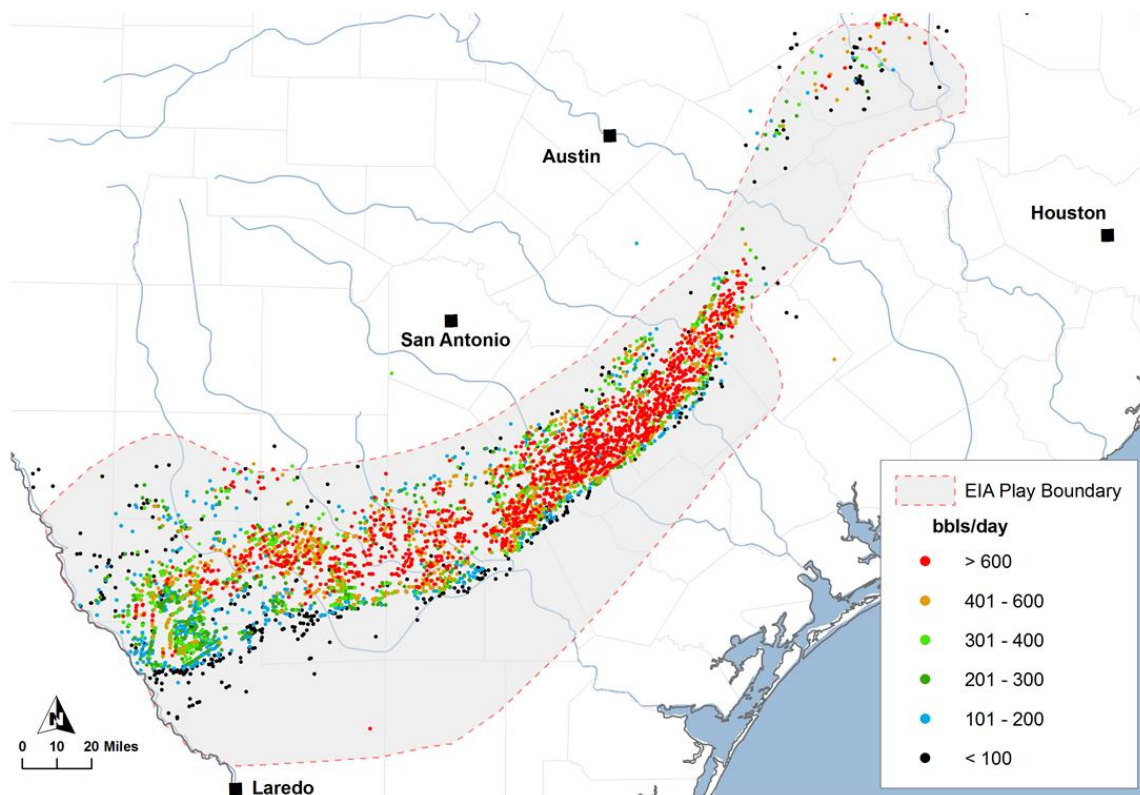 Austin
Houston
San Antonio
EIA Play Boundary
bbls/day
> 600
401 - 600
301 - 400
201 - 300
101 - 200
< 100
N
0 10 20 Miles
Laredo